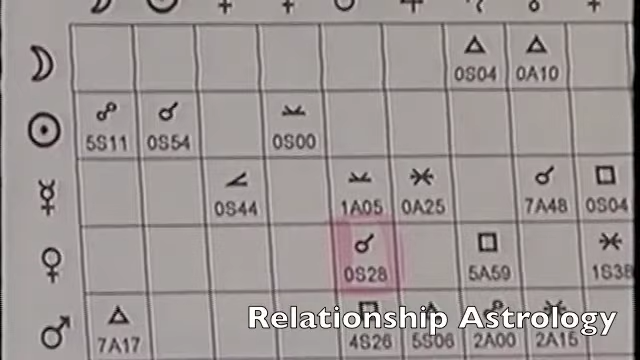 0S04 0A10
5S11 0S54 0S00
0S44 1A05 0A25 7A48 0S04
0S28 5A59 1S38
7A17 4S26 5S06 2A00 2A15
Relationship Astrology